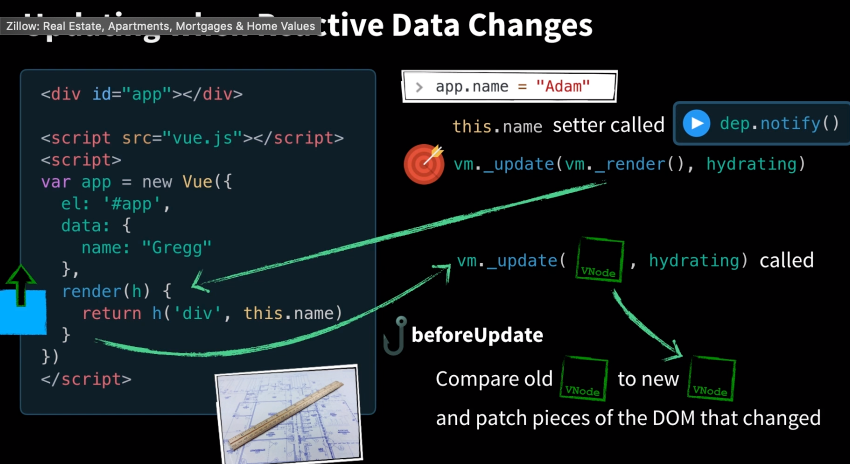 Updating when Reactive Data Changes
Zillow: Real Estate, Apartments, Mortgages & Home Values
<div id="app"></div>
<script src="vue.js"></script>
<script>
var app = new Vue({
el: '#app',
data: {
name: "Gregg"
},
render(h) {
return h('div', this.name)
}
})
</script>
> app.name = "Adam"
this.name setter called dep.notify()
vm._update(vm._render(), hydrating)
vm._update( VNode , hydrating) called
beforeUpdate
Compare old VNode to new VNode
and patch pieces of the DOM that changed